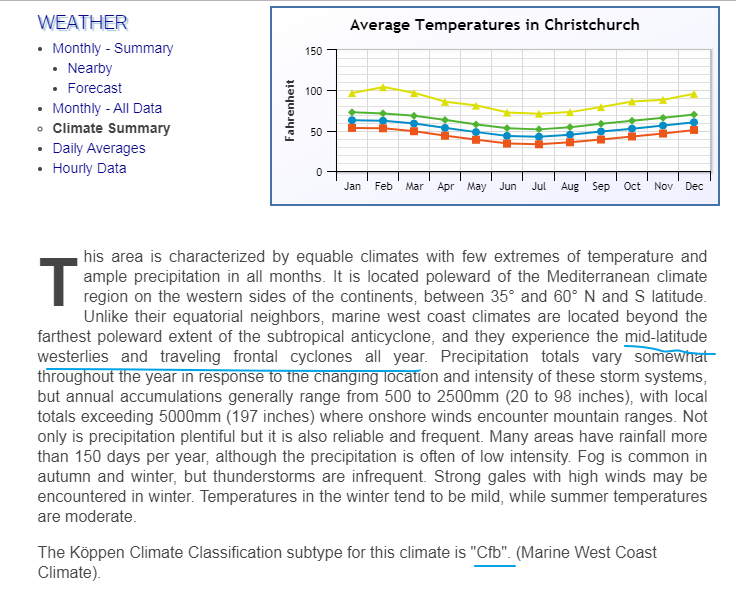 WEATHER
Monthly - Summary
Nearby
Forecast
Monthly - All Data
Climate Summary
Daily Averages
Hourly Data
Average Temperatures in Christchurch
Fahrenheit
150
100
50
0
Jan Feb Mar Apr May Jun Jul Aug Sep Oct Nov Dec
This area is characterized by equable climates with few extremes of temperature and
ample precipitation in all months. It is located poleward of the Mediterranean climate
region on the western sides of the continents, between 35° and 60° N and S latitude.
Unlike their equatorial neighbors, marine west coast climates are located beyond the
farthest poleward extent of the subtropical anticyclone, and they experience the mid-latitude
westerlies and traveling frontal cyclones all year. Precipitation totals vary somewhat
throughout the year in response to the changing location and intensity of these storm systems,
but annual accumulations generally range from 500 to 2500mm (20 to 98 inches), with local
totals exceeding 5000mm (197 inches) where onshore winds encounter mountain ranges. Not
only is precipitation plentiful but it is also reliable and frequent. Many areas have rainfall more
than 150 days per year, although the precipitation is often of low intensity. Fog is common in
autumn and winter, but thunderstorms are infrequent. Strong gales with high winds may be
encountered in winter. Temperatures in the winter tend to be mild, while summer temperatures
are moderate.
The Köppen Climate Classification subtype for this climate is "Cfb". (Marine West Coast
Climate).